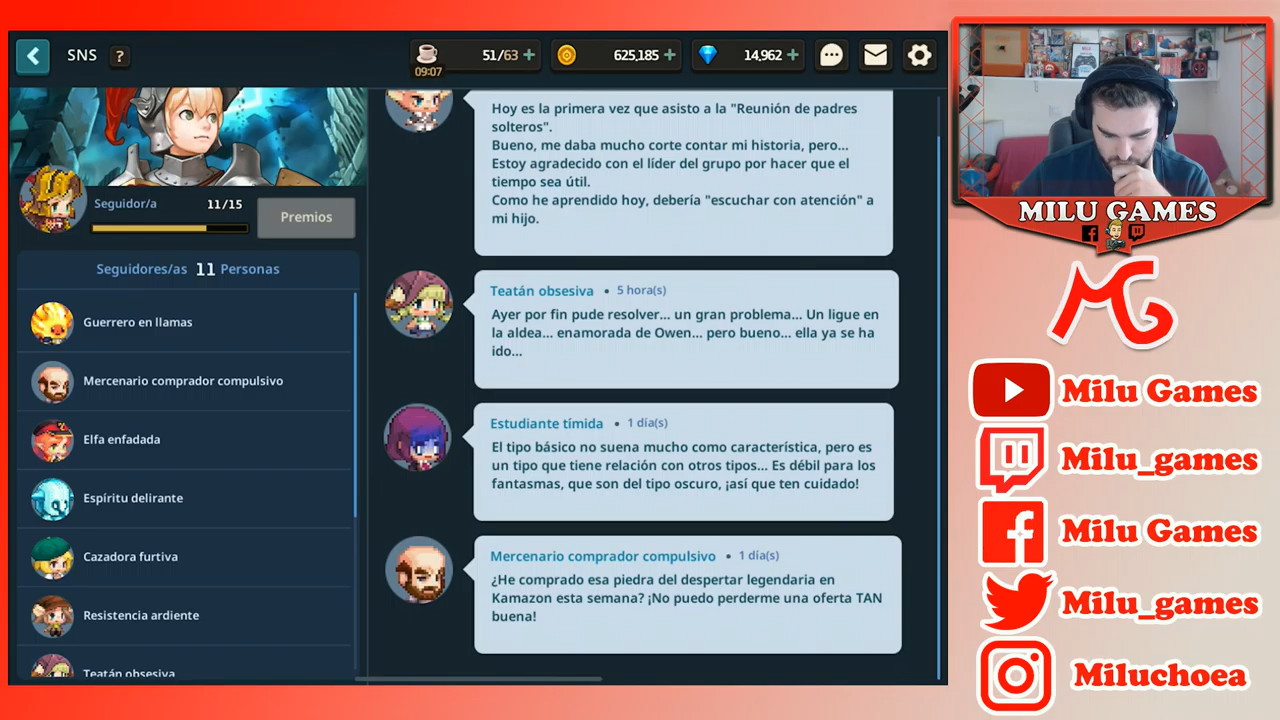 SNS
?
51/63
09:07
625,185
14,962
Seguidor/a
11/15
Premios
Seguidores/as 11 Personas
Guerrero en llamas
Mercenario comprador compulsivo
Elfa enfadada
Espíritu delirante
Cazadora furtiva
Resistencia ardiente
Teatán obsesiva
Hoy es la primera vez que asisto a la "Reunión de padres
solteros".
Bueno, me daba mucho corte contar mi historia, pero...
Estoy agradecido con el líder del grupo por hacer que el
tiempo sea útil.
Como he aprendido hoy, debería "escuchar con atención" a
mi hijo.
Teatán obsesiva • 5 hora(s)
Ayer por fin pude resolver... un gran problema... Un ligue en
la aldea... enamorada de Owen... pero bueno... ella ya se ha
ido...
Estudiante tímida • 1 día(s)
El tipo básico no suena mucho como característica, pero es
un tipo que tiene relación con otros tipos... Es débil para los
fantasmas, que son del tipo oscuro, ¡así que ten cuidado!
Mercenario comprador compulsivo • 1 día(s)
¿He comprado esa piedra del despertar legendaria en
Kamazon esta semana? ¡No puedo perderme una oferta TAN
buena!
MILU GAMES
Milu Games
Milu_games
Milu Games
Milu_games
Miluchoea